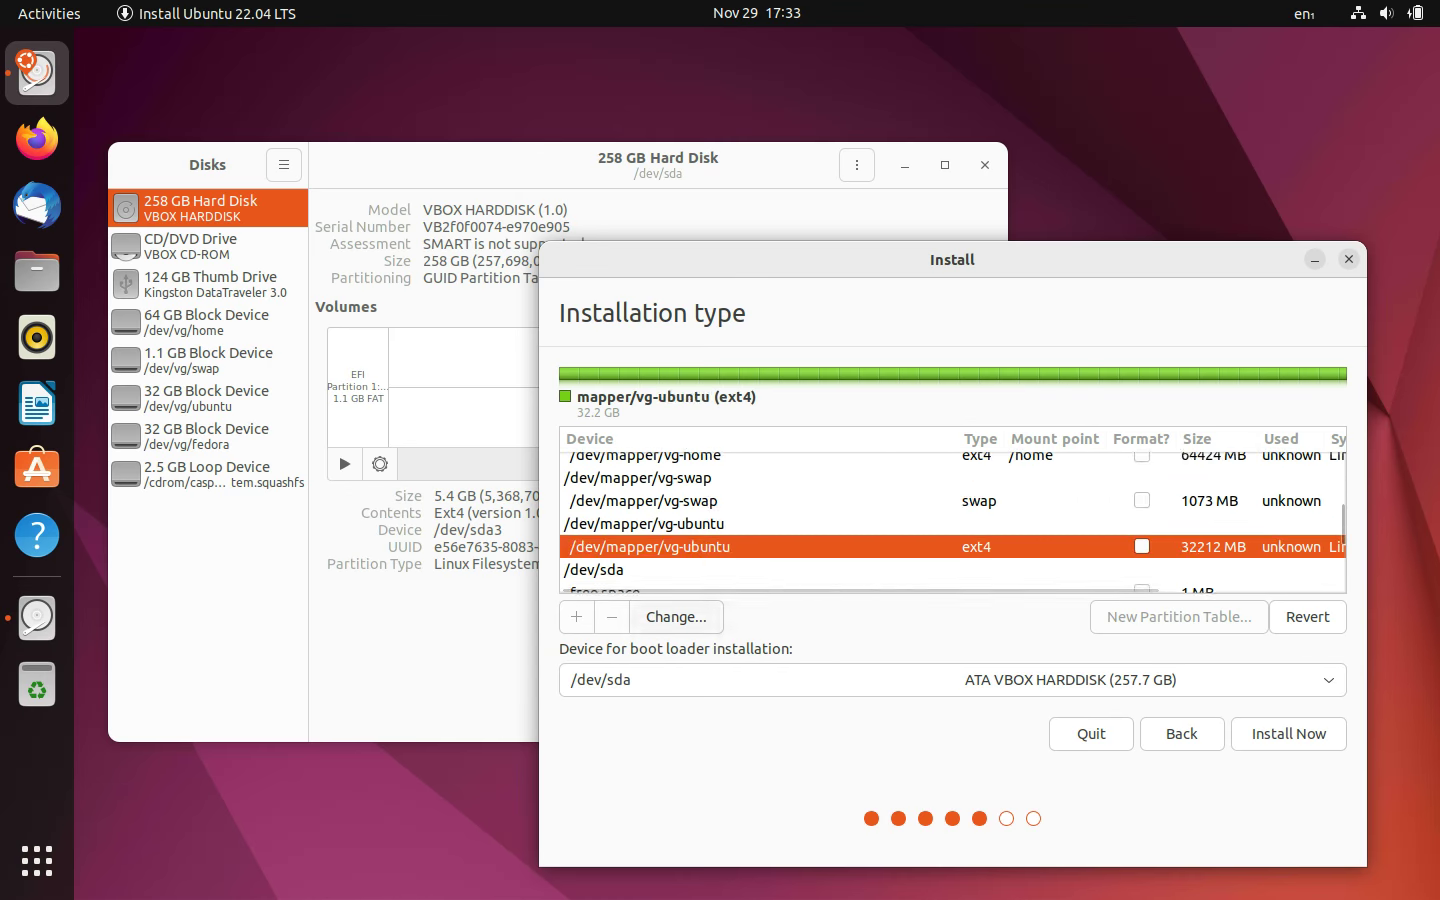 Activities
Install Ubuntu 22.04 LTS
Nov 29 17:33
en1
Disks
258 GB Hard Disk
/dev/sda
258 GB Hard Disk
VBOX HARDDISK
CD/DVD Drive
VBOX CD-ROM
124 GB Thumb Drive
Kingston DataTraveler 3.0
64 GB Block Device
/dev/vg/home
1.1 GB Block Device
/dev/vg/swap
32 GB Block Device
/dev/vg/ubuntu
32 GB Block Device
/dev/vg/fedora
2.5 GB Loop Device
/cdrom/casp… tem.squashfs
Model VBOX HARDDISK (1.0)
Serial Number VB2f0f0074-e970e905
Assessment SMART is not
Size 258 GB (257,698,0
Partitioning GUID Partition Ta
Volumes
EFI
Partition 1:…
1.1 GB FAT
Size 5.4 GB (5,368,70
Contents Ext4 (version 1.0
Device /dev/sda3
UUID e56e7635-8083-
Partition Type Linux Filesystem
Install
Installation type
mapper/vg-ubuntu (ext4)
32.2 GB
Device Type Mount point Format? Size Used Sy
/dev/mapper/vg-home ext4 /home 64424 MB unknown Lin
/dev/mapper/vg-swap
/dev/mapper/vg-swap swap 1073 MB unknown
/dev/mapper/vg-ubuntu
/dev/mapper/vg-ubuntu ext4 32212 MB unknown Lin
/dev/sda
free space 1 MB
+ − Change...
New Partition Table... Revert
Device for boot loader installation:
/dev/sda ATA VBOX HARDDISK (257.7 GB)
Quit Back Install Now